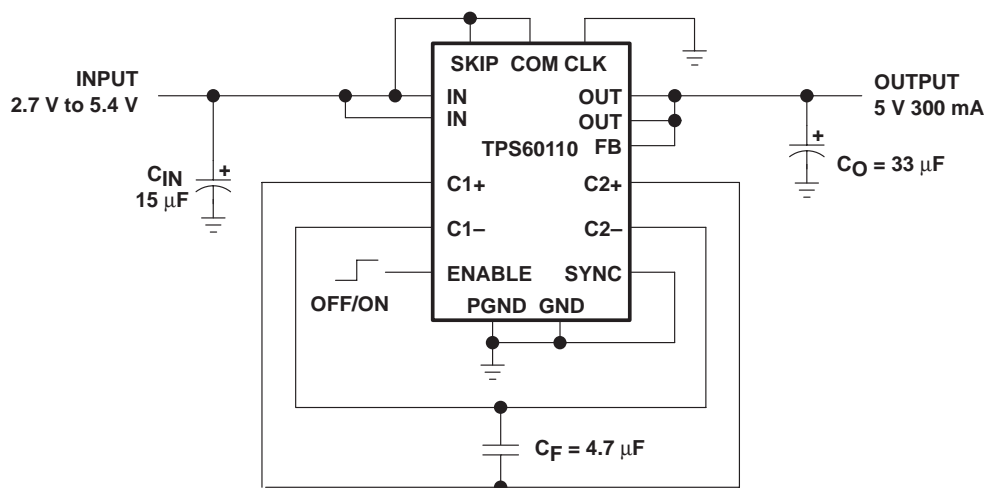 SKIP COM CLK
INPUT
2.7 V to 5.4 V
IN
IN
OUT
OUT
FB
TPS60110
OUTPUT
5 V 300 mA
+
CIN
15 μF
+
CO = 33 μF
C1+
C2+
C1–
C2–
ENABLE
SYNC
OFF/ON
PGND GND
CF = 4.7 μF